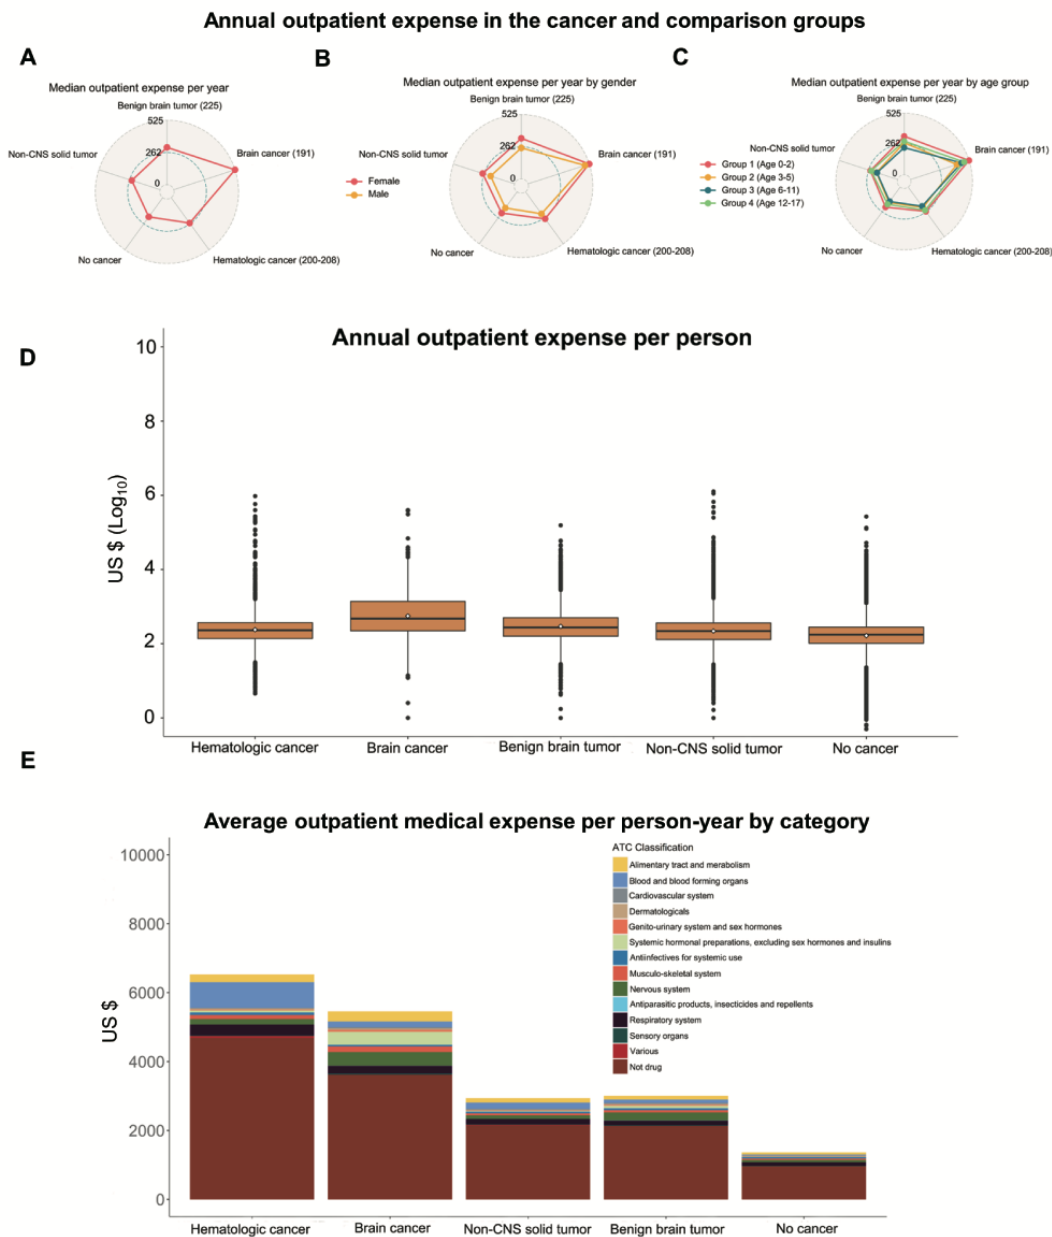 Annual outpatient expense in the cancer and comparison groups
A
Median outpatient expense per year
Benign brain tumor (225)
525
262
0
Non-CNS solid tumor
Brain cancer (191)
No cancer
Hematologic cancer (200-208)
B
Median outpatient expense per year by gender
Benign brain tumor (225)
525
262
0
Non-CNS solid tumor
Brain cancer (191)
Female
Male
No cancer
Hematologic cancer (200-208)
C
Median outpatient expense per year by age group
Benign brain tumor (225)
525
262
0
Non-CNS solid tumor
Brain cancer (191)
Group 1 (Age 0-2)
Group 2 (Age 3-5)
Group 3 (Age 6-11)
Group 4 (Age 12-17)
No cancer
Hematologic cancer (200-208)
D
Annual outpatient expense per person
US $ (Log10)
10
8
6
4
2
0
Hematologic cancer
Brain cancer
Benign brain tumor
Non-CNS solid tumor
No cancer
E
Average outpatient medical expense per person-year by category
US $
10000
8000
6000
4000
2000
0
ATC Classification
Alimentary tract and metabolism
Blood and blood forming organs
Cardiovascular system
Dermatologicals
Genito-urinary system and sex hormones
Systemic hormonal preparations, excluding sex hormones and insulins
Antiinfectives for systemic use
Musculo-skeletal system
Nervous system
Antiparasitic products, insecticides and repellents
Respiratory system
Sensory organs
Various
Not drug
Hematologic cancer
Brain cancer
Non-CNS solid tumor
Benign brain tumor
No cancer